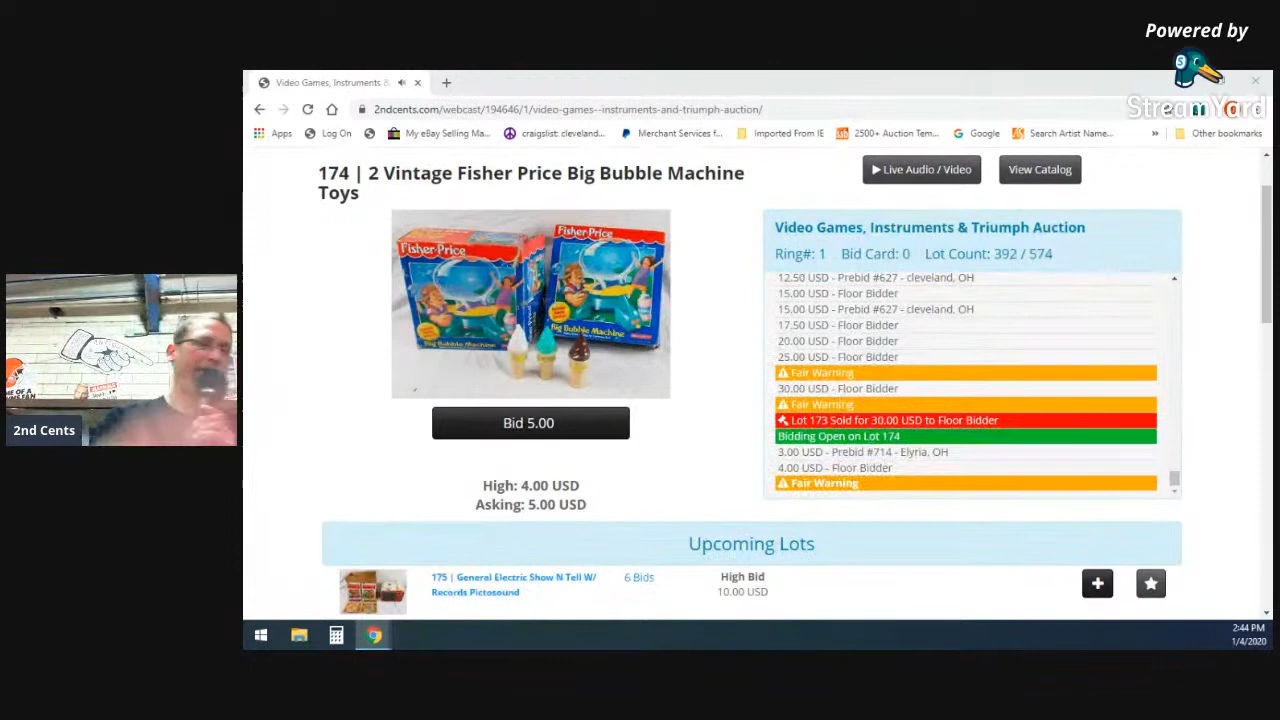 Powered by
S
StreamYard
Video Games, Instruments &
2ndcents.com/webcast/194646/1/video-games--instruments-and-triumph-auction/
Apps
Log On
My eBay Selling Ma...
craigslist: cleveland...
Merchant Services f...
Imported From IE
2500+ Auction Tem...
Google
Search Artist Name...
»
Other bookmarks
174 | 2 Vintage Fisher Price Big Bubble Machine
Toys
Live Audio / Video
View Catalog
Fisher-Price
Fisher-Price
Big Bubble Machine
Big Bubble Machine
Bid 5.00
High: 4.00 USD
Asking: 5.00 USD
Video Games, Instruments & Triumph Auction
Ring#: 1 Bid Card: 0 Lot Count: 392 / 574
12.50 USD - Prebid #627 - cleveland, OH
15.00 USD - Floor Bidder
15.00 USD - Prebid #627 - cleveland, OH
17.50 USD - Floor Bidder
20.00 USD - Floor Bidder
25.00 USD - Floor Bidder
Fair Warning
30.00 USD - Floor Bidder
Fair Warning
Lot 173 Sold for 30.00 USD to Floor Bidder
Bidding Open on Lot 174
3.00 USD - Prebid #714 - Elyria, OH
4.00 USD - Floor Bidder
Fair Warning
2nd Cents
Upcoming Lots
175 | General Electric Show N Tell W/
Records Pictosound
6 Bids
High Bid
10.00 USD
2:44 PM
1/4/2020